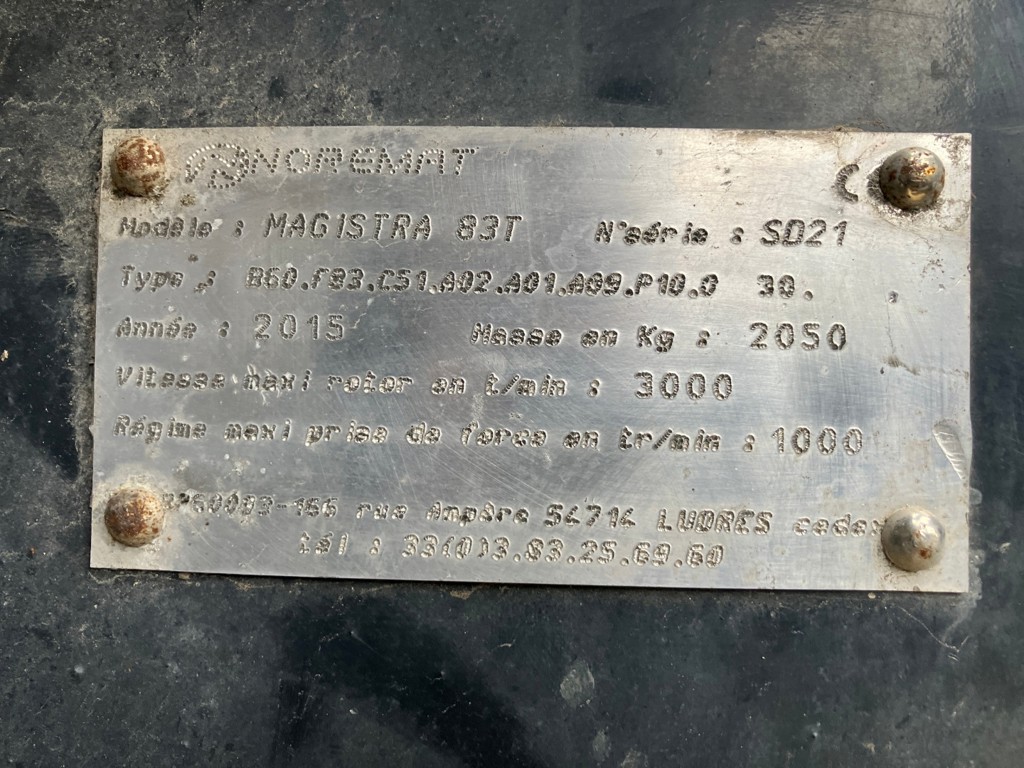 NOREMAT
Modèle : MAGISTRA 83T N°série : SD21
Type : B60.F93.C51.A02.A01.A09.P10.0 30.
Année : 2015 Masse en Kg : 2050
Vitesse maxi rotor en t/min : 3000
Régime maxi prise de force en tr/min : 1000
166 rue Ampère 54714 LUDRES cedex
tél : 33(0)3.83.25.69.60